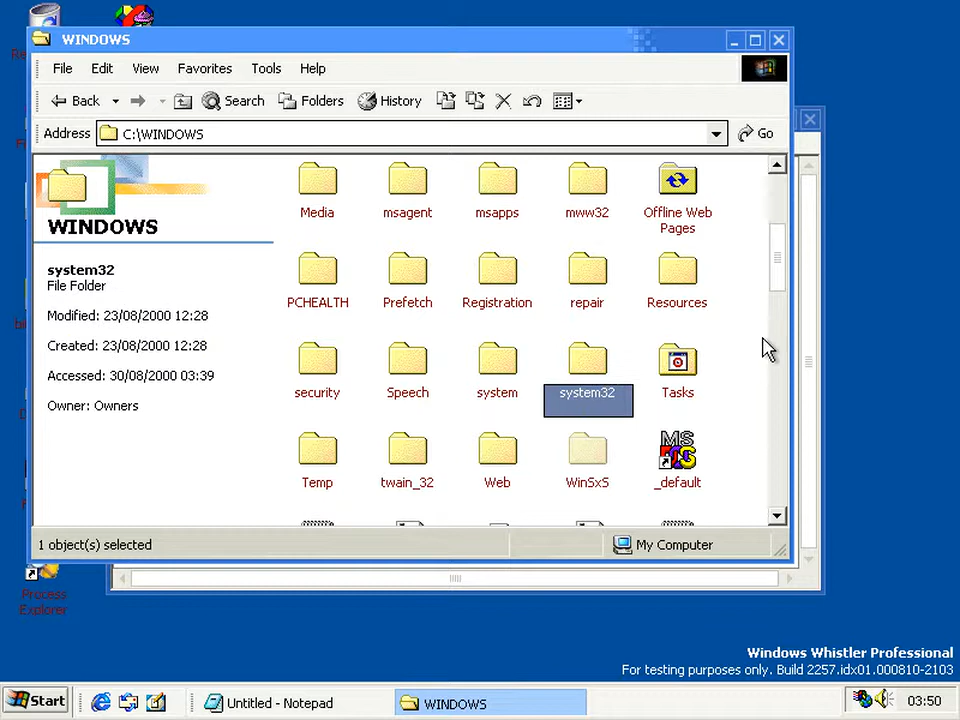 WINDOWS
File Edit View Favorites Tools Help
Back Search Folders History
Address C:\WINDOWS Go
WINDOWS
system32
File Folder
Modified: 23/08/2000 12:28
Created: 23/08/2000 12:28
Accessed: 30/08/2000 03:39
Owner: Owners
Media msagent msapps mww32 Offline Web
Pages
PCHEALTH Prefetch Registration repair Resources
security Speech system system32 Tasks
Temp twain_32 Web WinSxS _default
1 object(s) selected My Computer
Process
Explorer
Windows Whistler Professional
For testing purposes only. Build 2257.idx01.000810-2103
Start Untitled - Notepad WINDOWS 03:50